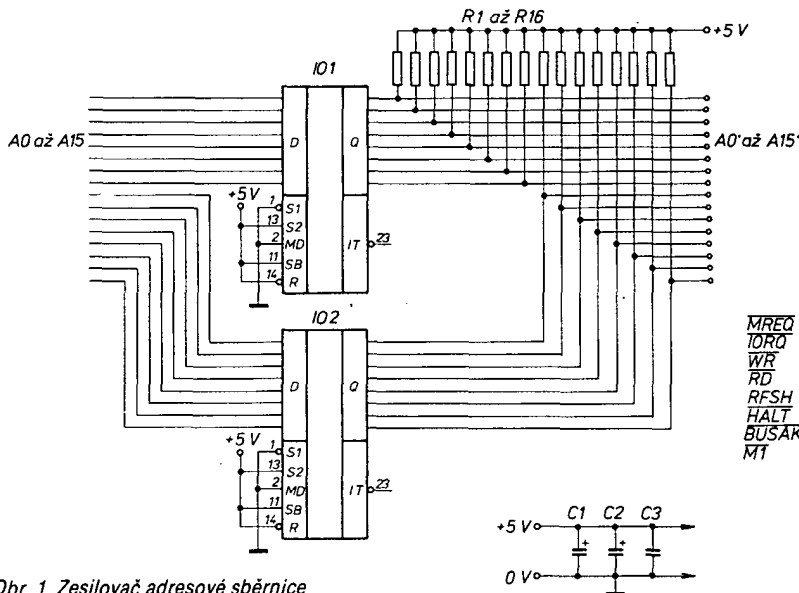 R1 až R16
+5 V
IO1
A0 až A15
D
Q
A0' až A15'
+5 V
1 S1
13 S2
2 MD
11 SB
14 R
IT 23
IO2
D
Q
+5 V
1 S1
13 S2
2 MD
11 SB
14 R
IT 23
MREQ
IORQ
WR
RD
RFSH
HALT
BUSAK
M1
C1 C2 C3
+5 V
+ +
0 V
Obr. 1. Zesilovač adresové sběrnice